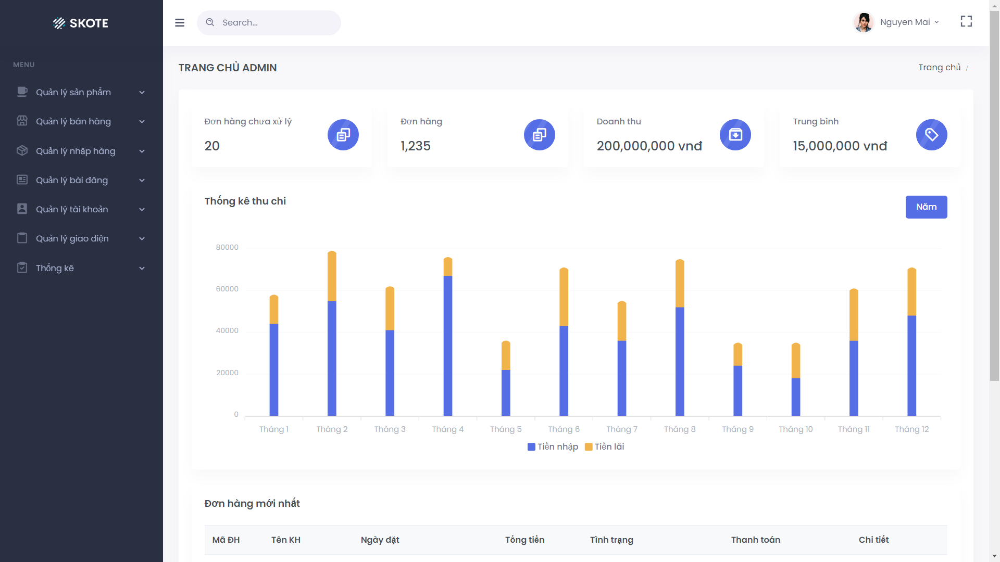 SKOTE
Search...
Nguyen Mai
MENU
TRANG CHỦ ADMIN
Trang chủ /
Quản lý sản phẩm
Quản lý bán hàng
Quản lý nhập hàng
Quản lý bài đăng
Quản lý tài khoản
Quản lý giao diện
Thống kê
Đơn hàng chưa xử lý
20
Đơn hàng
1,235
Doanh thu
200,000,000 vnđ
Trung bình
15,000,000 vnđ
Thống kê thu chi
Năm
80000
60000
40000
20000
0
Tháng 1 Tháng 2 Tháng 3 Tháng 4 Tháng 5 Tháng 6 Tháng 7 Tháng 8 Tháng 9 Tháng 10 Tháng 11 Tháng 12
Tiền nhập Tiền lãi
Đơn hàng mới nhất
Mã ĐH Tên KH Ngày đặt Tổng tiền Tình trạng Thanh toán Chi tiết